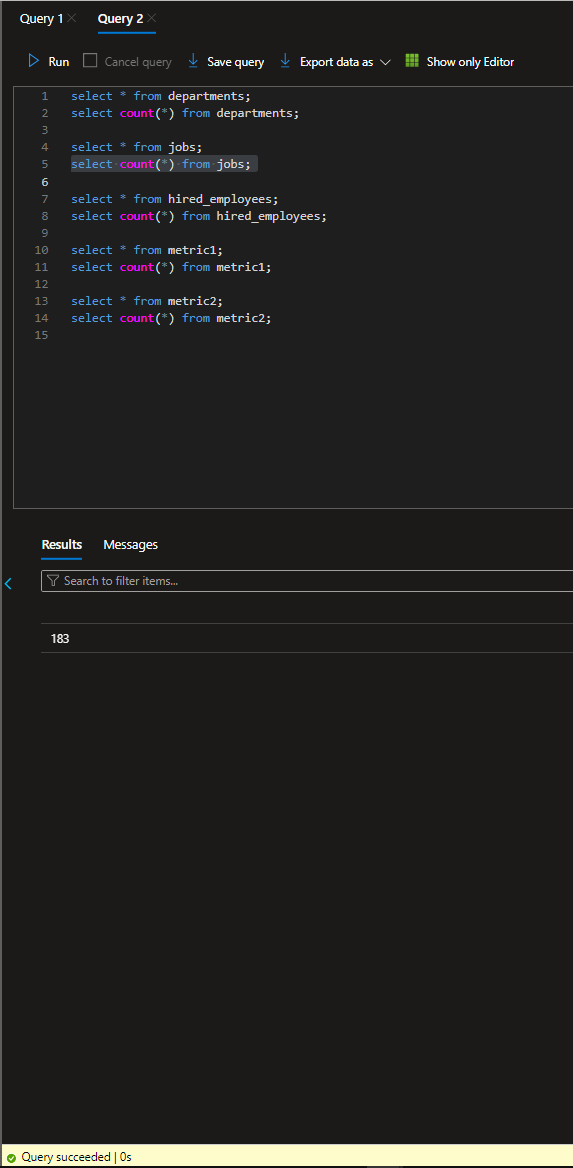 Query 1 Query 2
Run Cancel query Save query Export data as Show only Editor
1 select * from departments;
2 select count(*) from departments;
3
4 select * from jobs;
5 select count(*) from jobs;
6
7 select * from hired_employees;
8 select count(*) from hired_employees;
9
10 select * from metric1;
11 select count(*) from metric1;
12
13 select * from metric2;
14 select count(*) from metric2;
15
Results Messages
Search to filter items...
183
Query succeeded | 0s